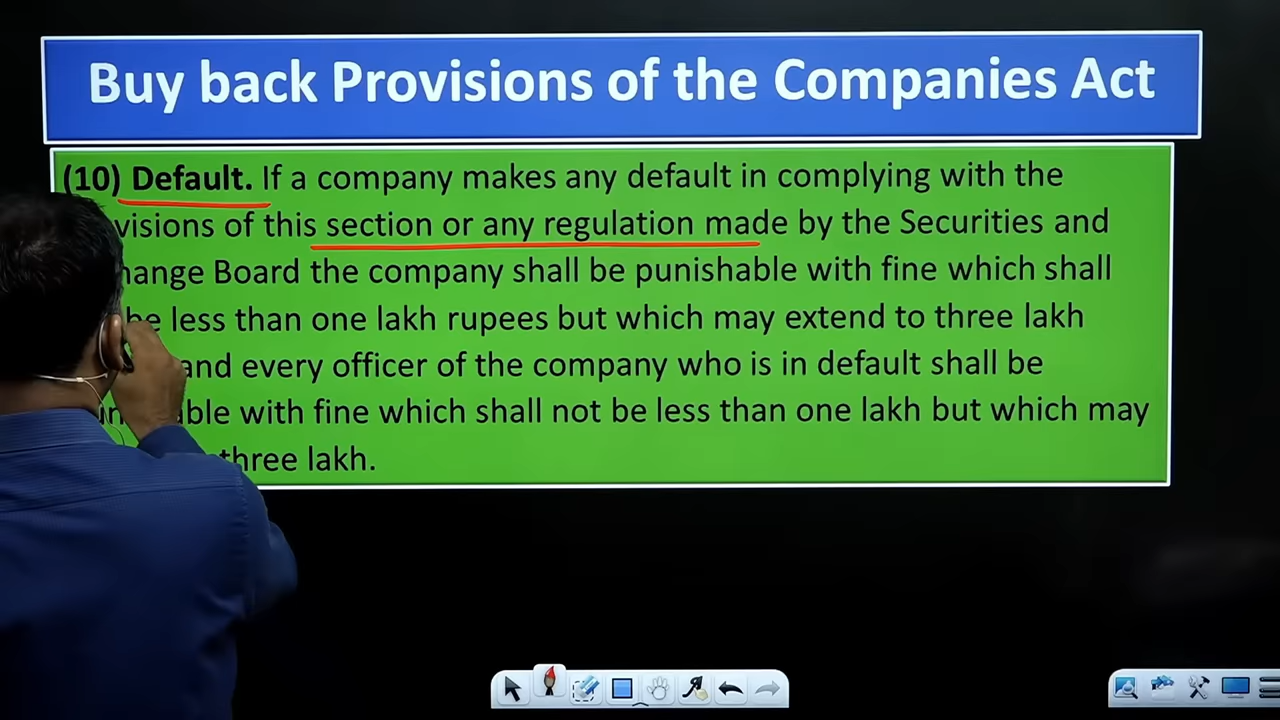 Buy back Provisions of the Companies Act
(10) Default. If a company makes any default in complying with the
visions of this section or any regulation made by the Securities and
hange Board the company shall be punishable with fine which shall
be less than one lakh rupees but which may extend to three lakh
and every officer of the company who is in default shall be
able with fine which shall not be less than one lakh but which may
three lakh.